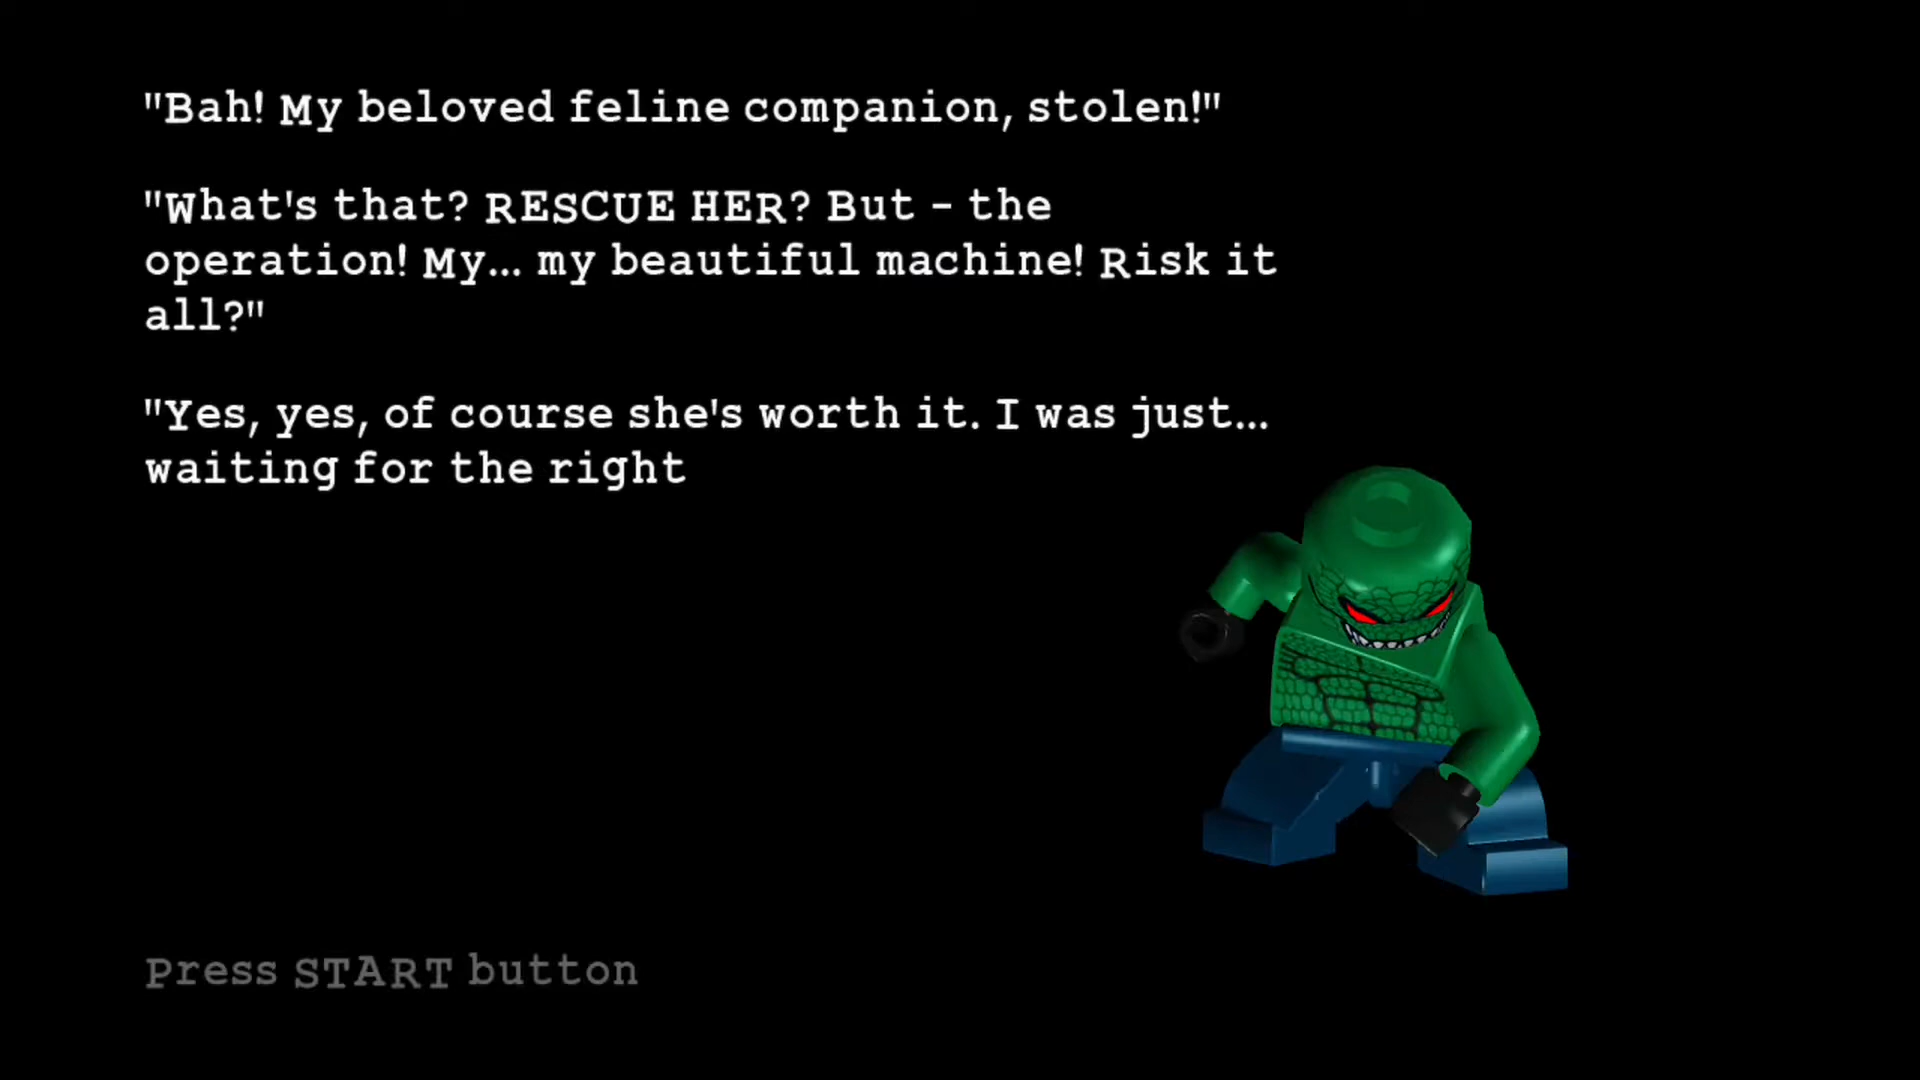 "Bah! My beloved feline companion, stolen!"
"What's that? RESCUE HER? But - the
operation! My... my beautiful machine! Risk it
all?"
"Yes, yes, of course she's worth it. I was just...
waiting for the right
Press START button